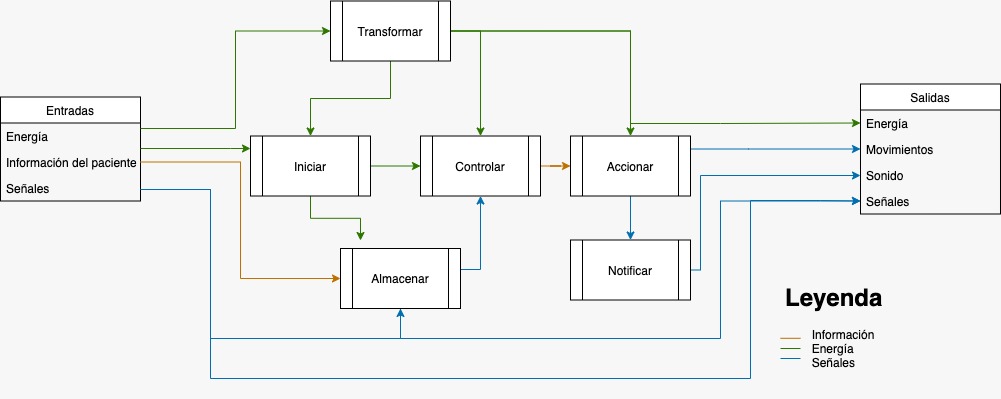 Transformar
Entradas
Energía
Información del paciente
Señales
Iniciar
Controlar
Accionar
Almacenar
Notificar
Salidas
Energía
Movimientos
Sonido
Señales
Leyenda
Información
Energía
Señales